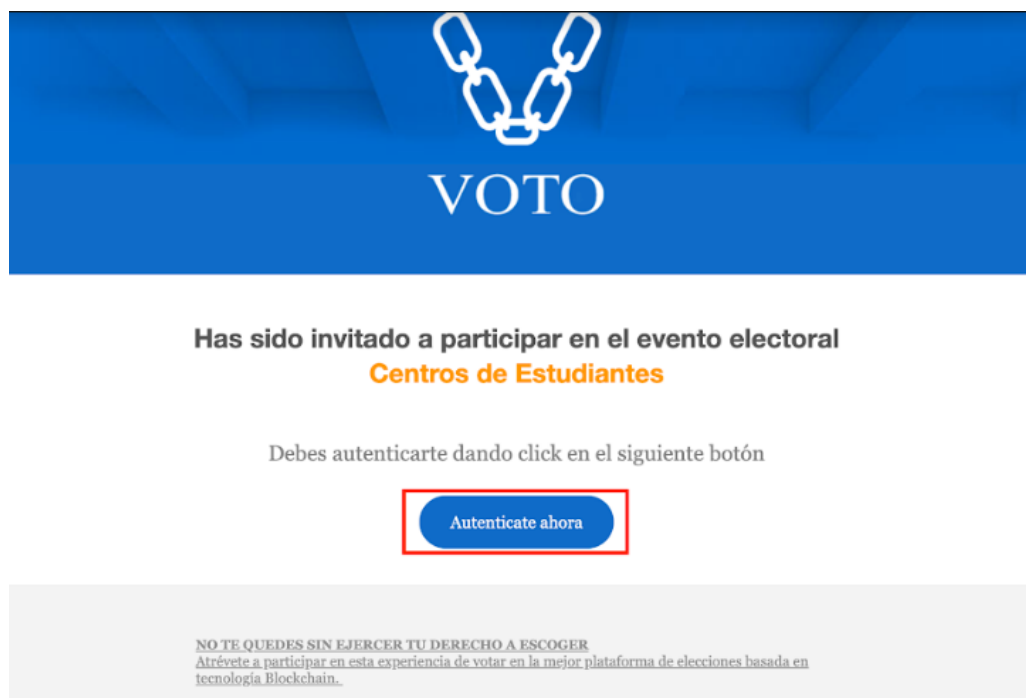 VOTO
Has sido invitado a participar en el evento electoral
Centros de Estudiantes
Debes autenticarte dando click en el siguiente botón
Autenticate ahora
NO TE QUEDES SIN EJERCER TU DERECHO A ESCOGER
Atrévete a participar en esta experiencia de votar en la mejor plataforma de elecciones basada en
tecnología Blockchain.